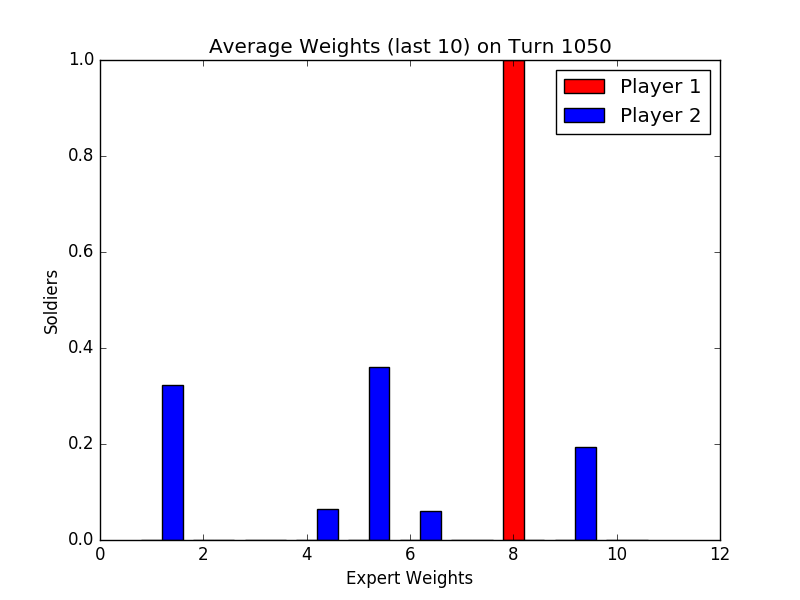 Average Weights (last 10) on Turn 1050
1.0
0.8
0.6
0.4
0.2
0.0
Soldiers
Player 1
Player 2
0 2 4 6 8 10 12
Expert Weights